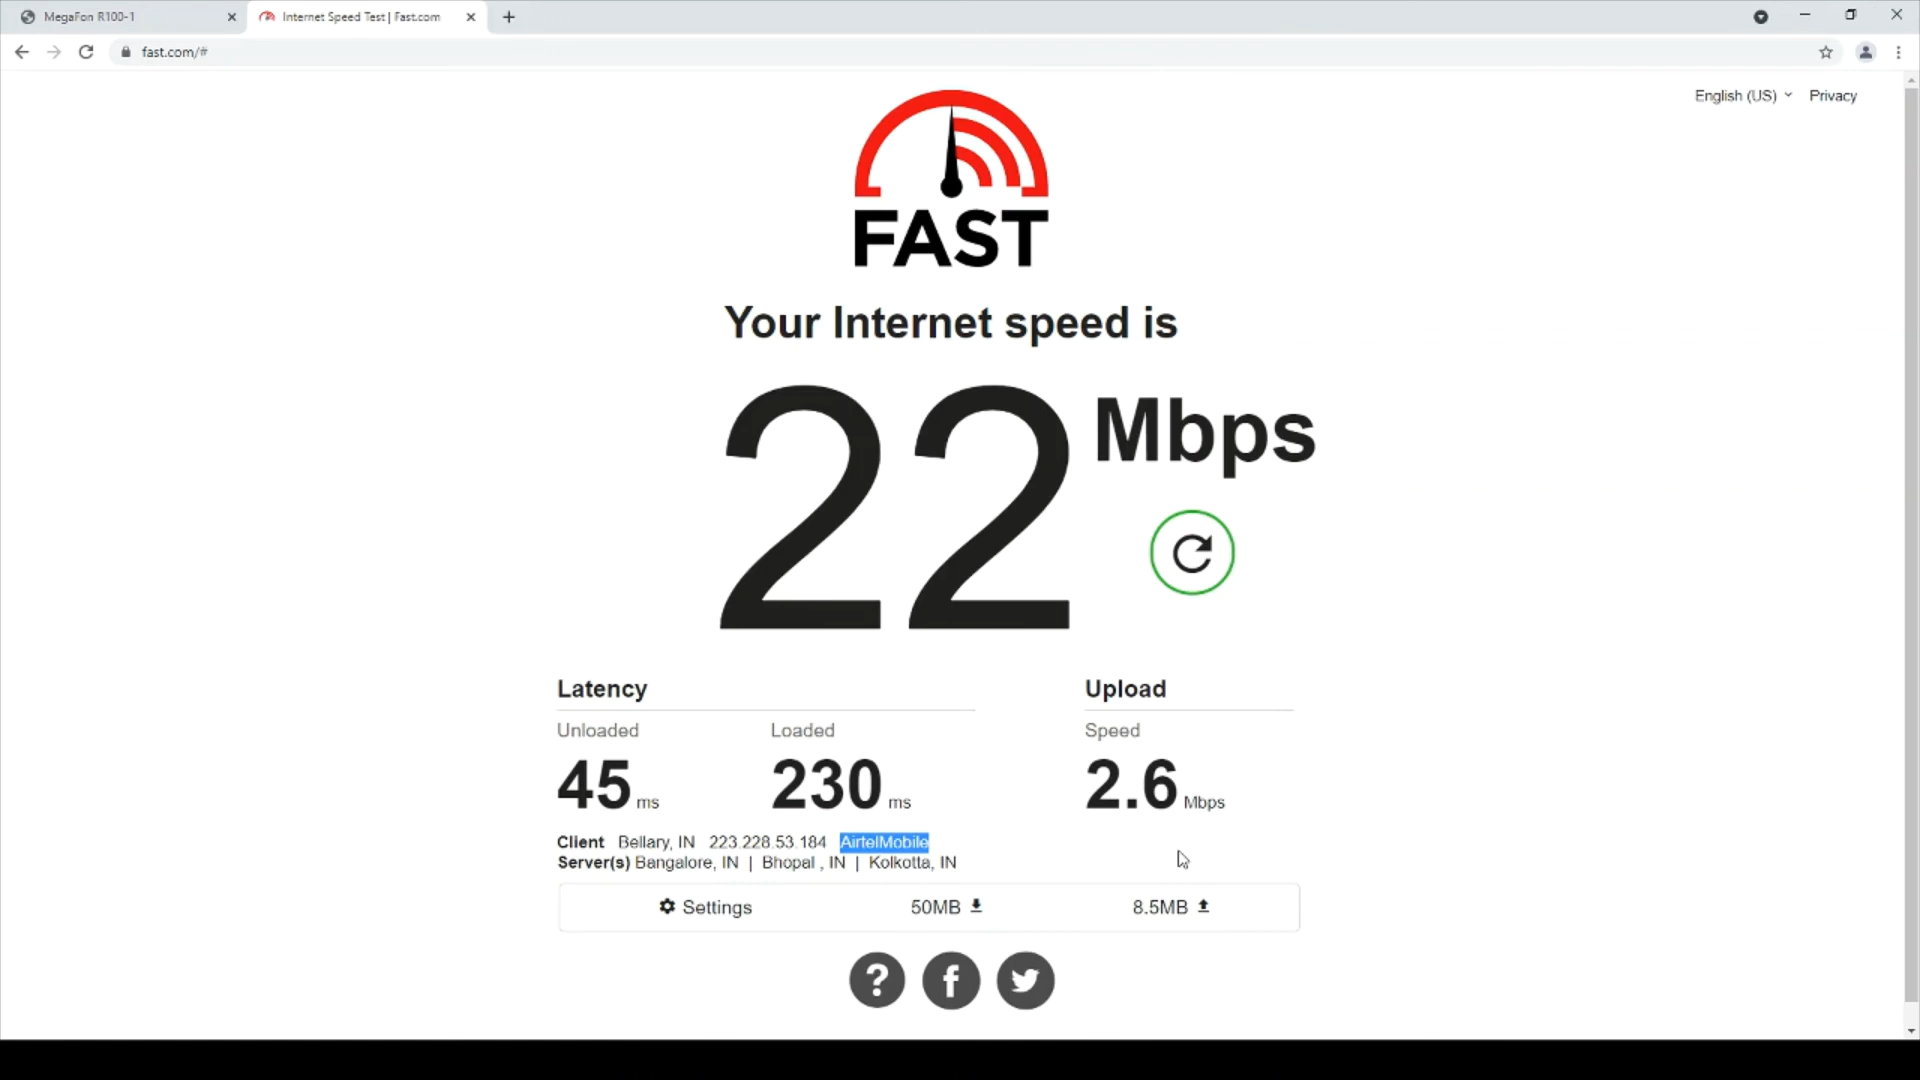 MegaFon R100-1
Internet Speed Test | Fast.com
fast.com/#
English (US) Privacy
FAST
Your Internet speed is
22 Mbps
Latency Upload
Unloaded Loaded Speed
45 ms 230 ms 2.6 Mbps
Client Bellary, IN 223.228.53.184 AirtelMobile
Server(s) Bangalore, IN | Bhopal , IN | Kolkotta, IN
Settings 50MB 8.5MB